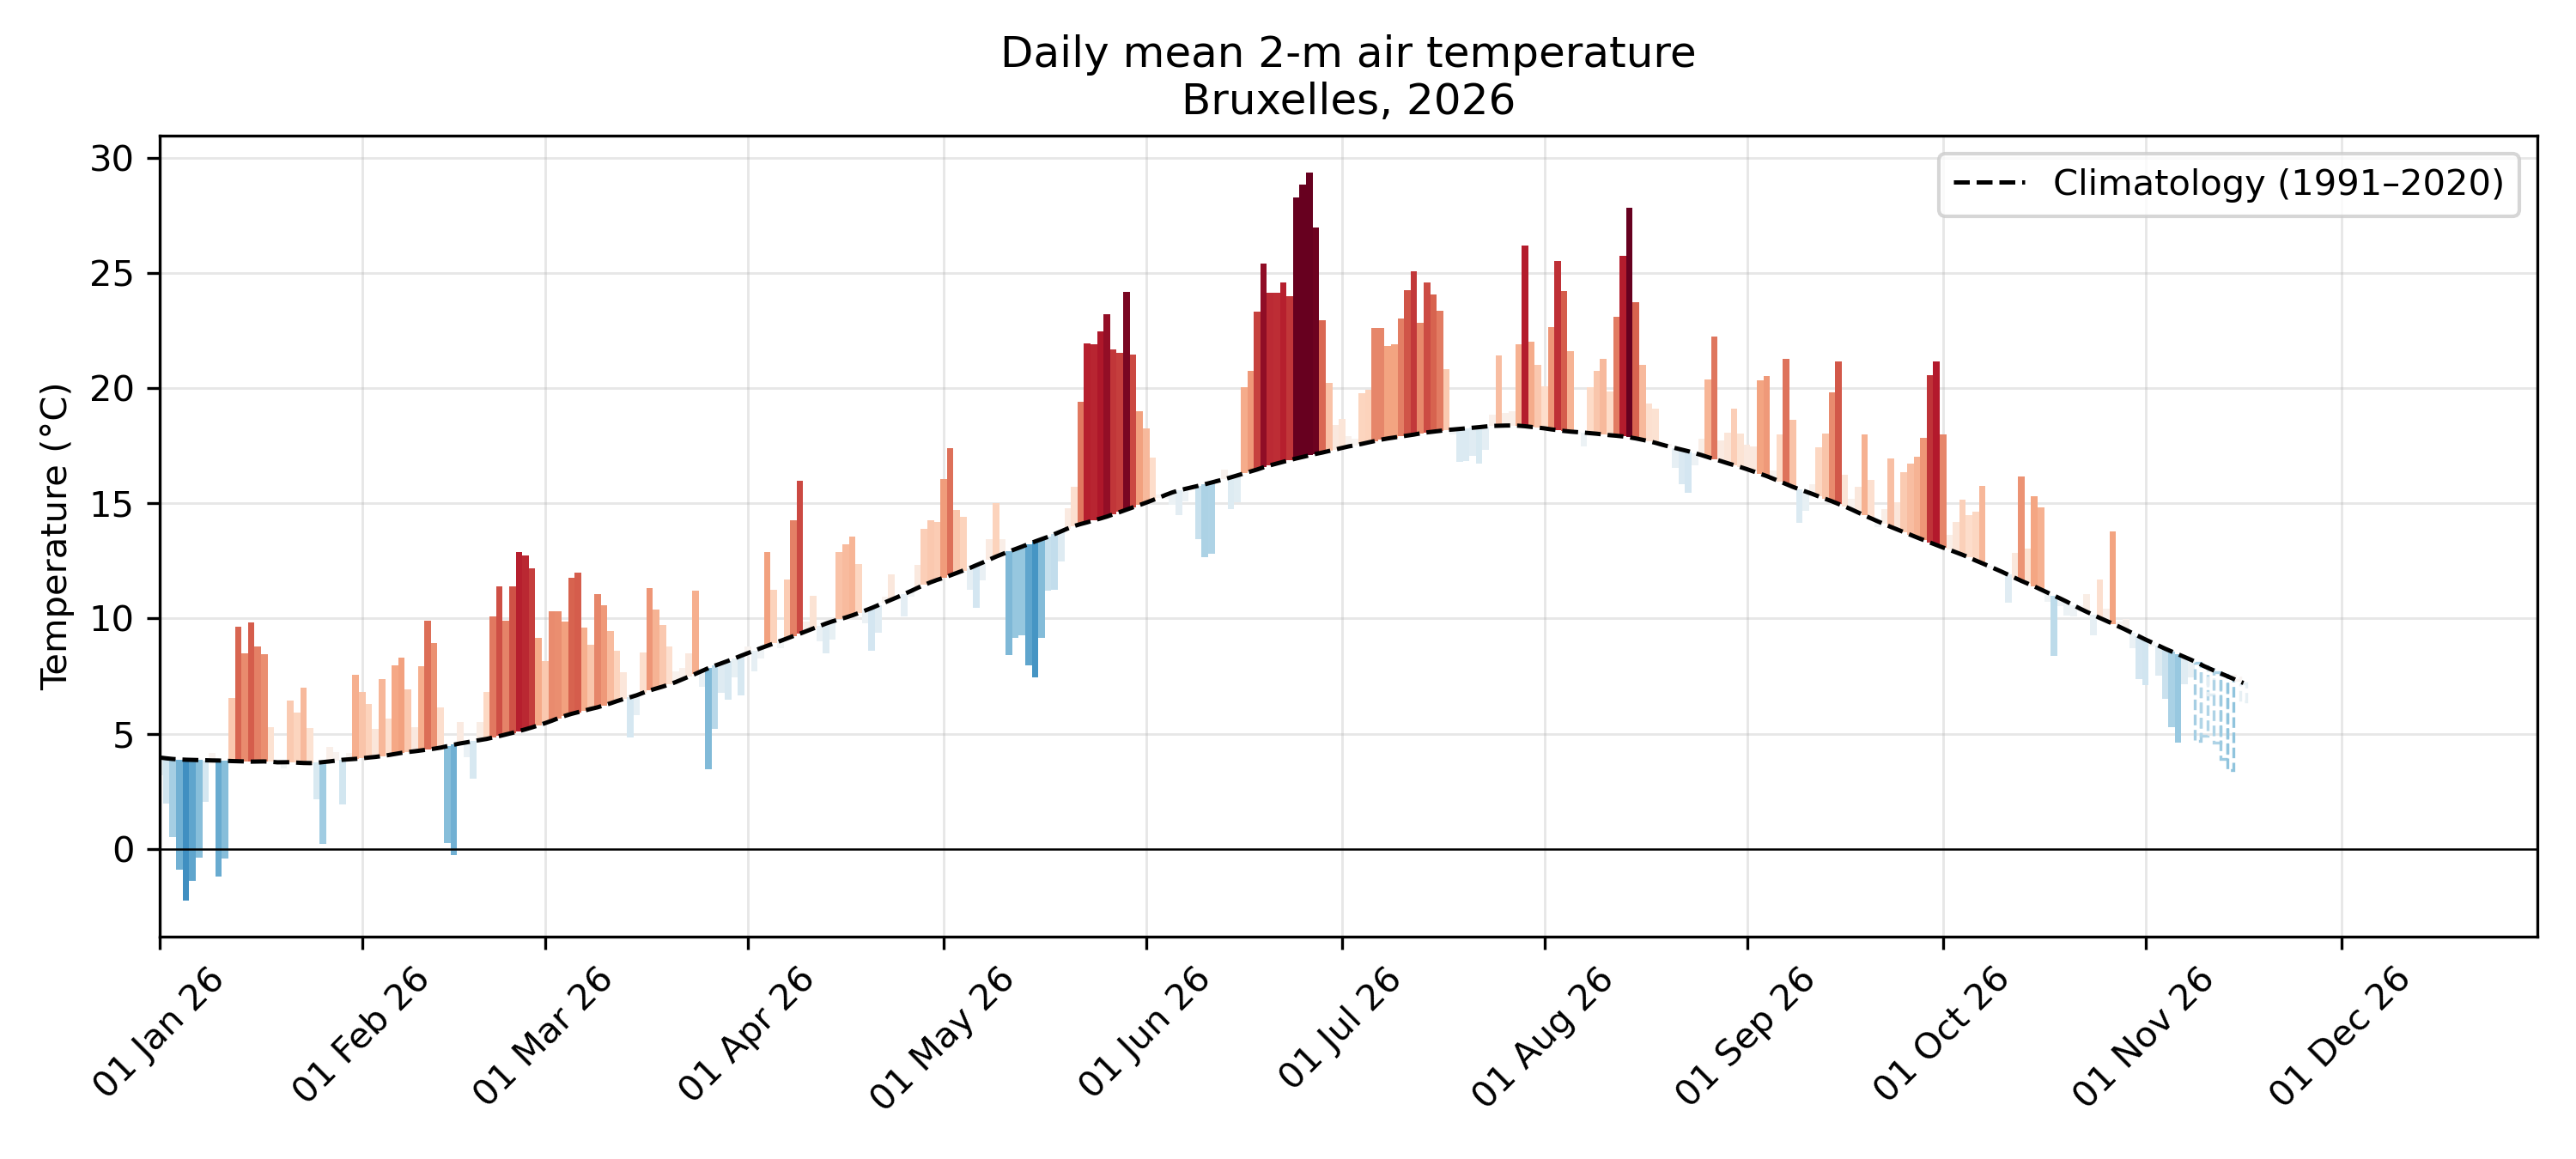 Daily mean 2-m air temperature
Bruxelles, 2026
Climatology (1991–2020)
Temperature (°C)
30
25
20
15
10
5
0
01 Jan 26
01 Feb 26
01 Mar 26
01 Apr 26
01 May 26
01 Jun 26
01 Jul 26
01 Aug 26
01 Sep 26
01 Oct 26
01 Nov 26
01 Dec 26